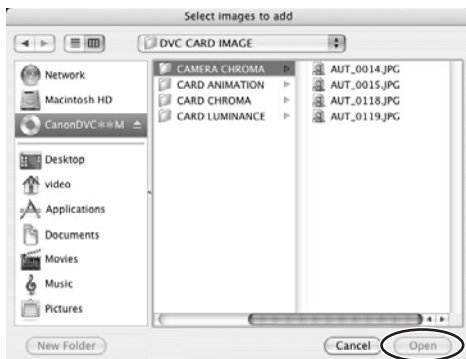 Select images to add
DVC CARD IMAGE
Network
Macintosh HD
CanonDVC**M
Desktop
video
Applications
Documents
Movies
Music
Pictures
CAMERA CHROMA
CARD ANIMATION
CARD CHROMA
CARD LUMINANCE
AUT_0014.JPG
AUT_0015.JPG
AUT_0118.JPG
AUT_0119.JPG
New Folder
Cancel
Open